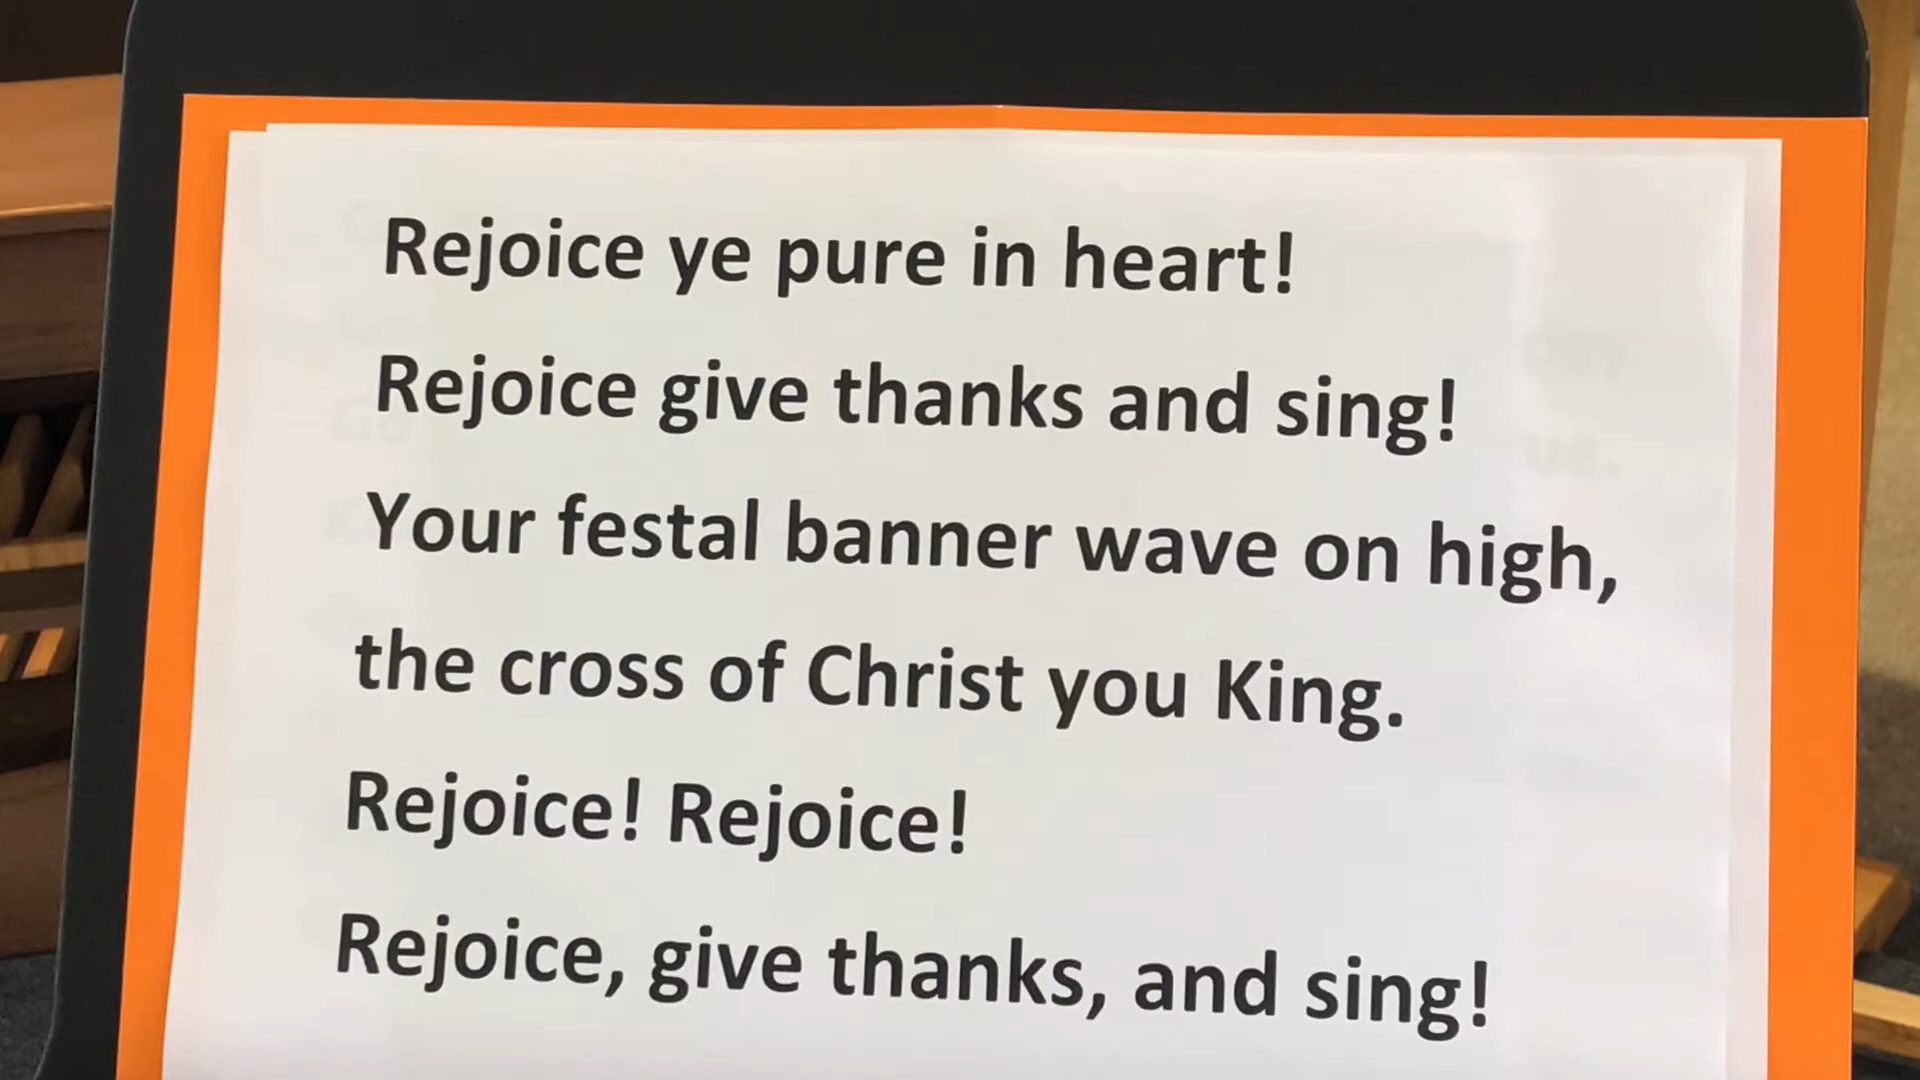 Rejoice ye pure in heart!
Rejoice give thanks and sing!
Your festal banner wave on high,
the cross of Christ you King.
Rejoice! Rejoice!
Rejoice, give thanks, and sing!